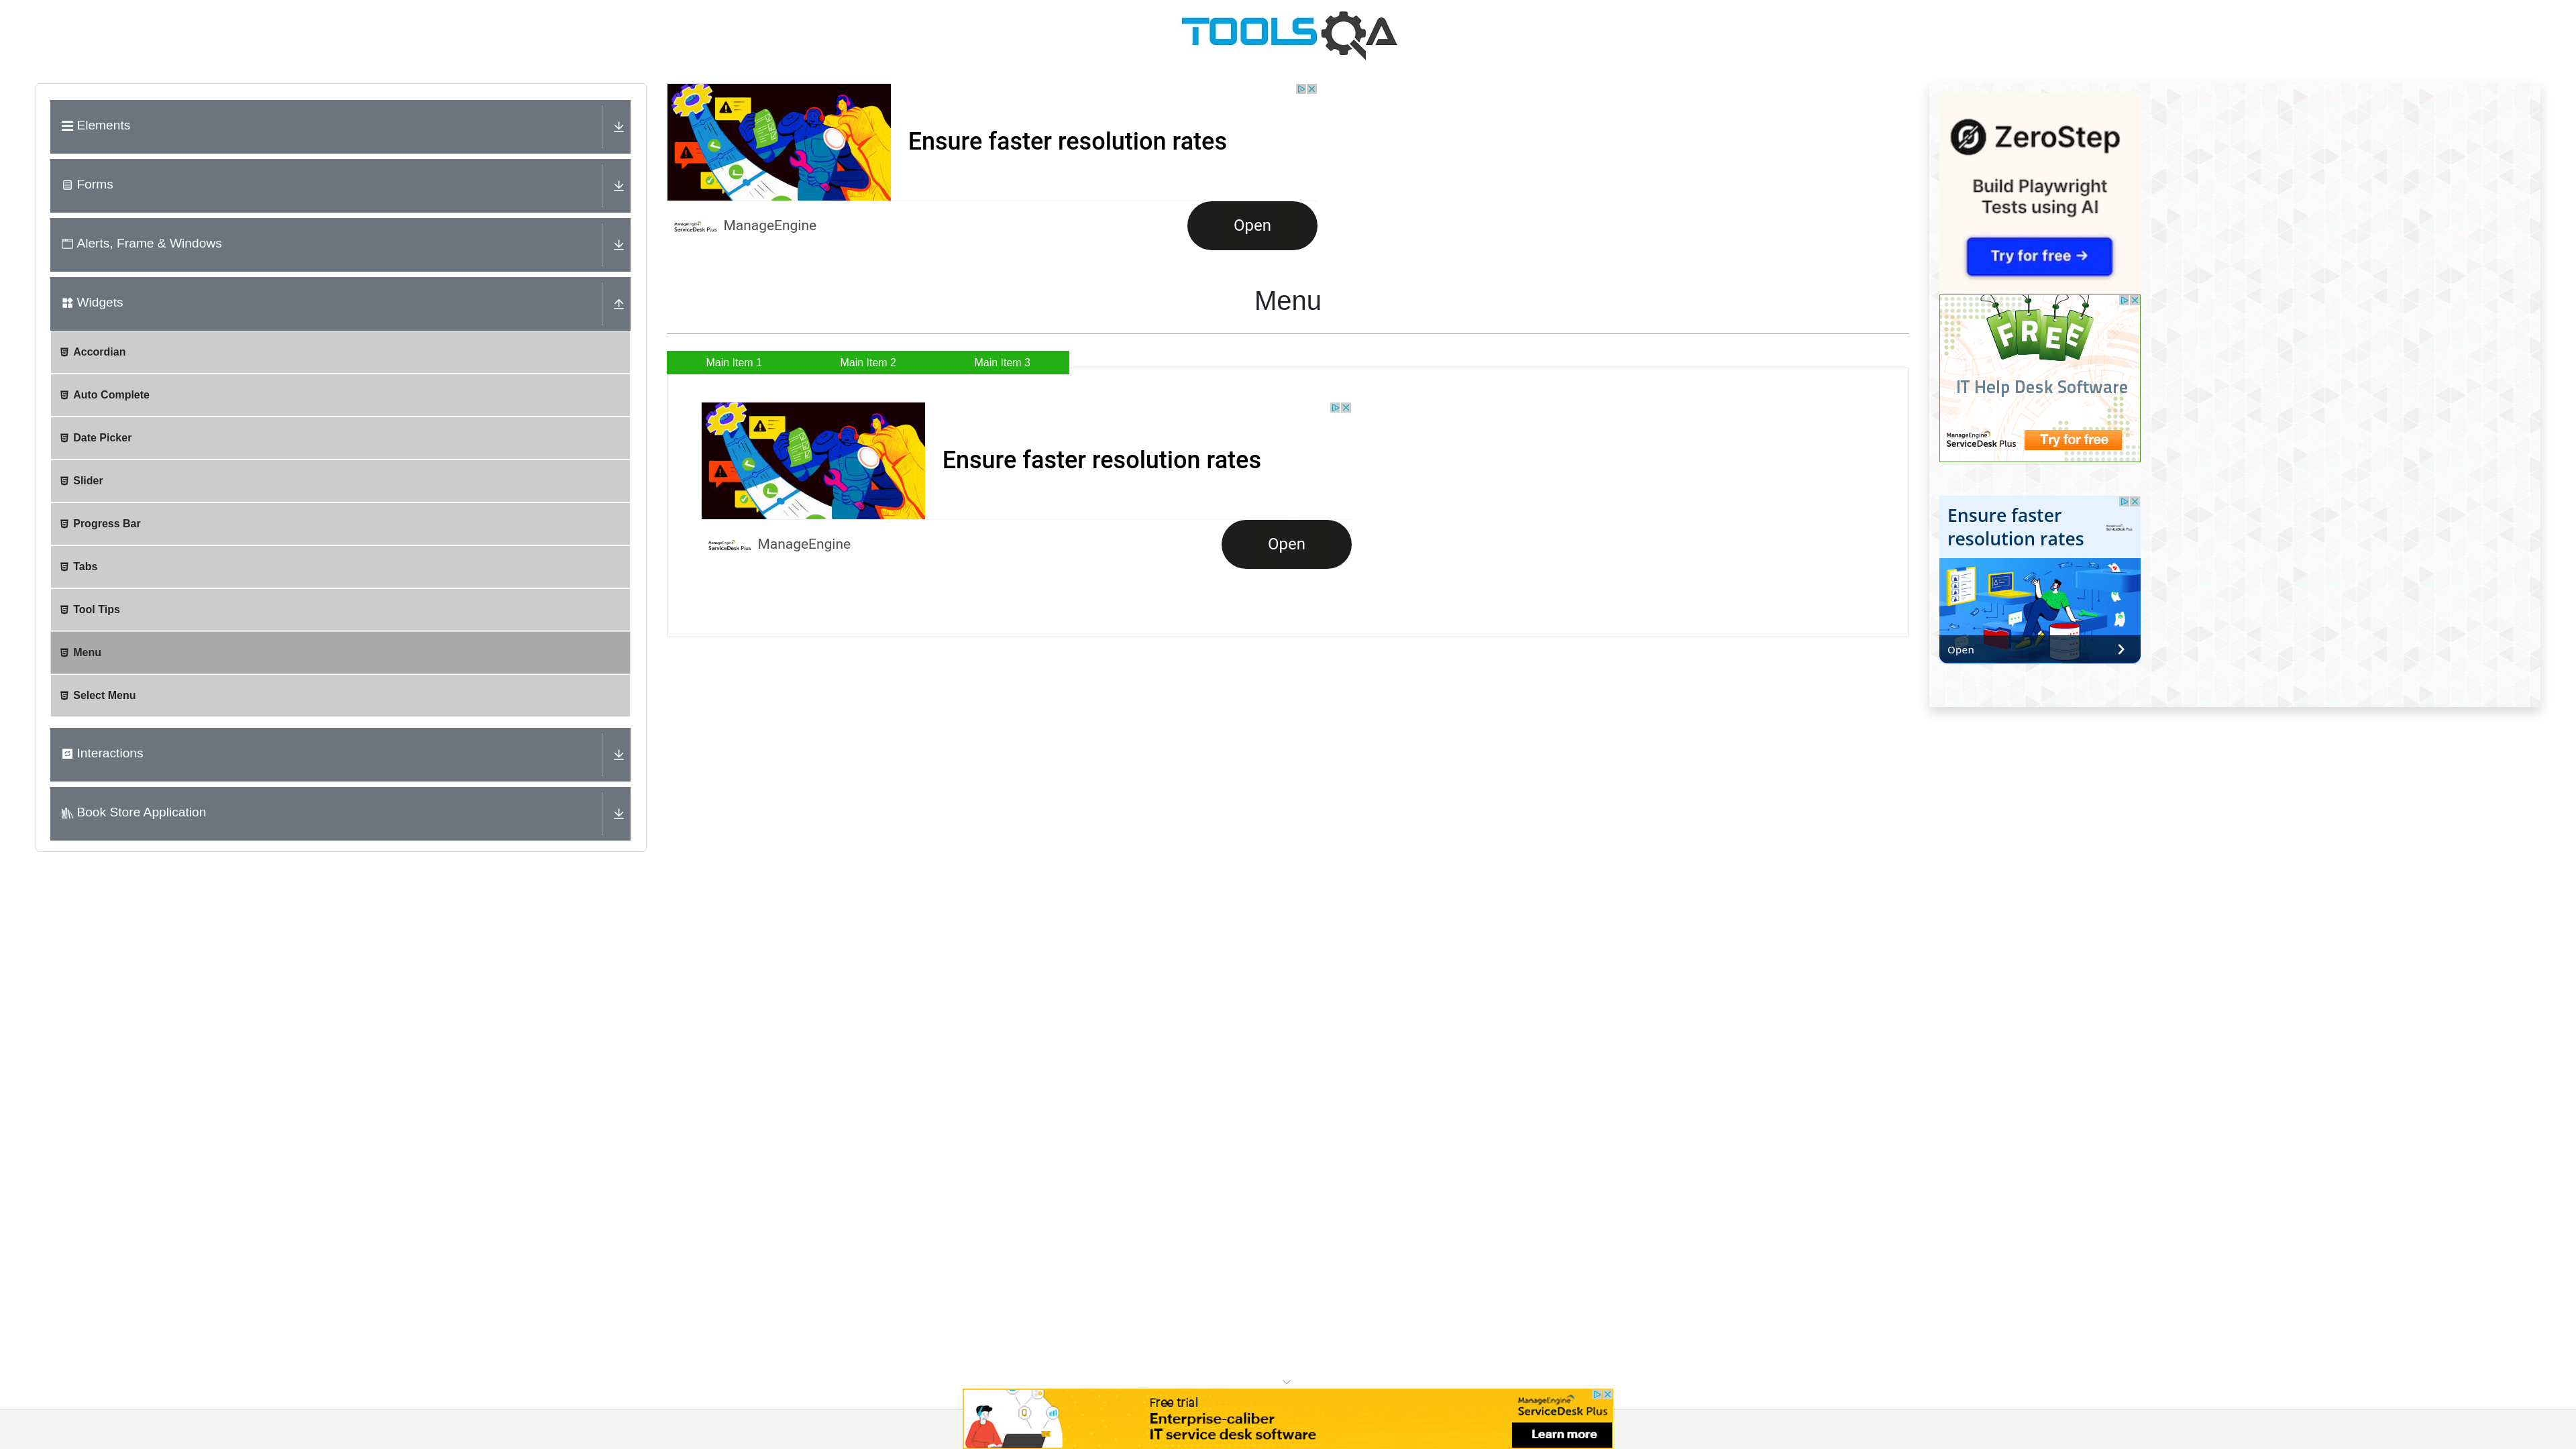 TOOLSQA
Elements
Forms
Alerts, Frame & Windows
Widgets
Accordian
Auto Complete
Date Picker
Slider
Progress Bar
Tabs
Tool Tips
Menu
Select Menu
Interactions
Book Store Application
Ensure faster resolution rates
ManageEngine
ServiceDesk Plus
ManageEngine
Open
Menu
Main Item 1
Main Item 2
Main Item 3
Ensure faster resolution rates
ManageEngine
ServiceDesk Plus
ManageEngine
Open
ZeroStep
Build Playwright
Tests using AI
Try for free →
FREE
IT Help Desk Software
ManageEngine
ServiceDesk Plus
Try for free
Ensure faster
resolution rates
ManageEngine
ServiceDesk Plus
Open
Free trial
Enterprise-caliber
IT service desk software
ManageEngine
ServiceDesk Plus
Learn more